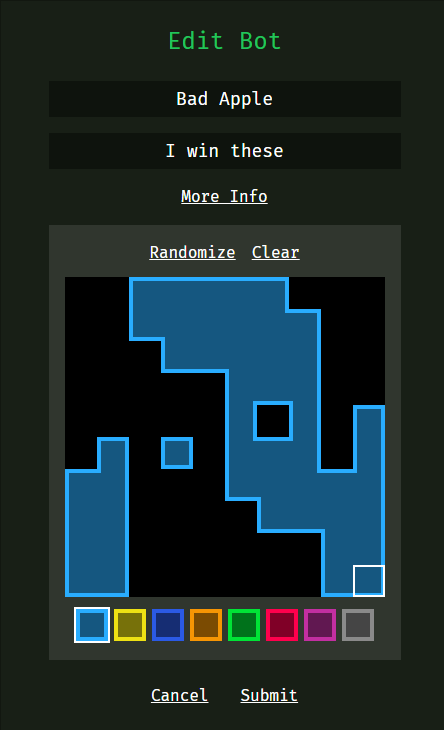 Edit Bot
Bad Apple
I win these
More Info
Randomize Clear
Cancel Submit